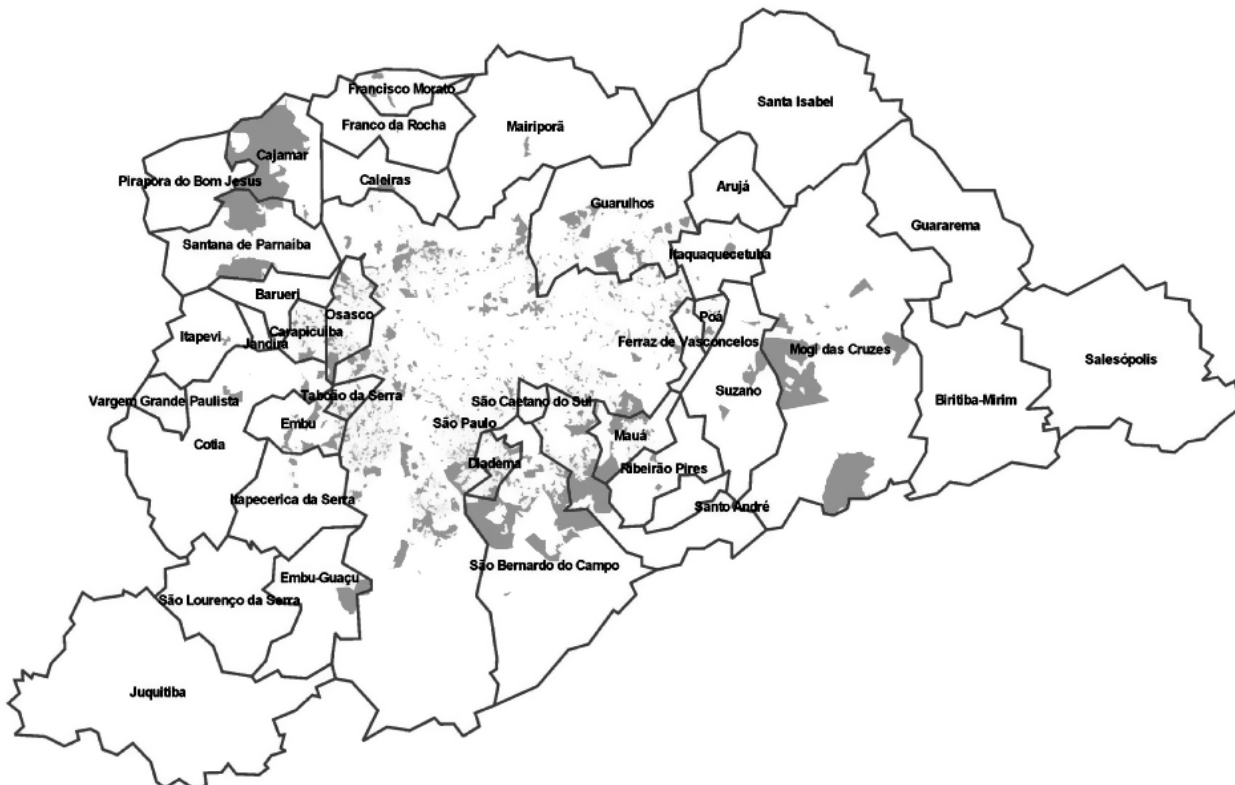 Francisco Morato
Santa Isabel
Franco da Rocha
Mairiporã
Cajamar
Pirapora do Bom Jesus
Caieiras
Arujá
Guarulhos
Guararema
Santana de Parnaíba
Itaquaquecetuba
Barueri
Osasco
Poá
Itapevi
Carapicuíba
Jandira
Ferraz de Vasconcelos
Mogi das Cruzes
Salesópolis
Suzano
Taboão da Serra
Vargem Grande Paulista
São Caetano do Sul
Biritiba-Mirim
Embu
São Paulo
Mauá
Cotia
Diadema
Ribeirão Pires
Itapecerica da Serra
Santo André
São Bernardo do Campo
Embu-Guaçu
São Lourenço da Serra
Juquitiba